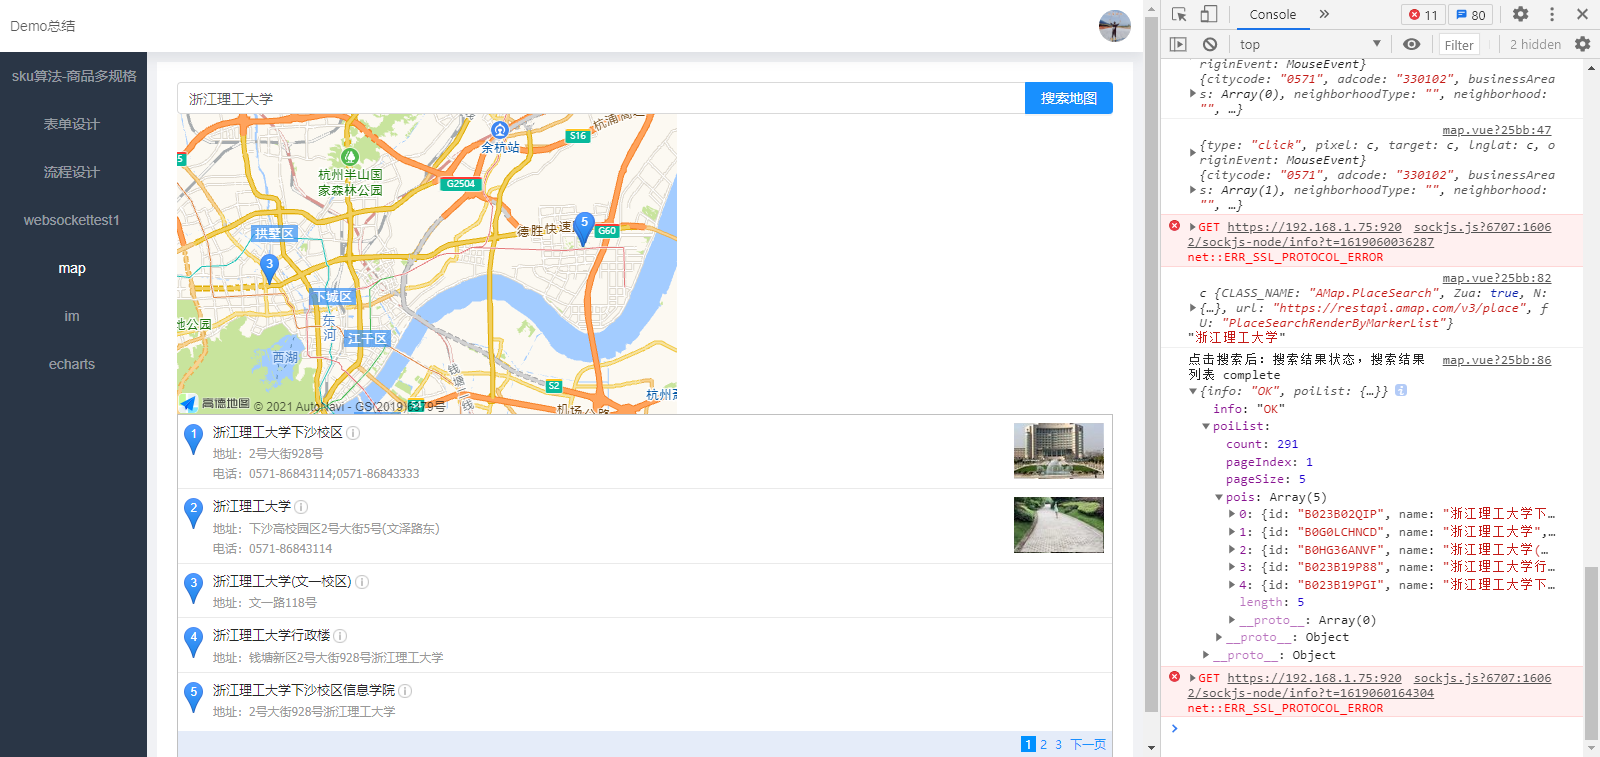 Demo总结
sku算法-商品多规格
表单设计
流程设计
websockettest1
map
im
echarts
浙江理工大学
搜索地图
杭浦高速
S16
余杭站
杭州半山国
家森林公园
G2504
拱墅区
德胜快速路
5
G60
3
下城区
东河
江干区
地公园
西湖
钱塘江
S2
杭州萧
机场公路
高德地图 © 2021 AutoNavi - GS(2019)6379号
1
浙江理工大学下沙校区
地址：2号大街928号
电话：0571-86843114;0571-86843333
2
浙江理工大学
地址：下沙高校园区2号大街5号(文泽路东)
电话：0571-86843114
3
浙江理工大学(文一校区)
地址：文一路118号
4
浙江理工大学行政楼
地址：钱塘新区2号大街928号浙江理工大学
5
浙江理工大学下沙校区信息学院
地址：2号大街928号浙江理工大学
1 2 3 下一页
Console
11
80
top
Filter
2 hidden
riginEvent: MouseEvent}
{citycode: "0571", adcode: "330102", businessArea
s: Array(0), neighborhoodType: "", neighborhood:
"", …}
map.vue?25bb:47
{type: "click", pixel: c, target: c, lnglat: c, o
riginEvent: MouseEvent}
{citycode: "0571", adcode: "330102", businessArea
s: Array(1), neighborhoodType: "", neighborhood:
"", …}
GET https://192.168.1.75:920 sockjs.js?6707:1606
2/sockjs-node/info?t=1619060036287
net::ERR_SSL_PROTOCOL_ERROR
map.vue?25bb:82
c {CLASS_NAME: "AMap.PlaceSearch", Zua: true, N:
{…}, url: "https://restapi.amap.com/v3/place", f
U: "PlaceSearchRenderByMarkerList"}
"浙江理工大学"
点击搜索后：搜索结果状态，搜索结果 map.vue?25bb:86
列表 complete
{info: "OK", poiList: {…}}
info: "OK"
poiList:
count: 291
pageIndex: 1
pageSize: 5
pois: Array(5)
0: {id: "B023B02QIP", name: "浙江理工大学下…
1: {id: "B0G0LCHNCD", name: "浙江理工大学",…
2: {id: "B0HG36ANVF", name: "浙江理工大学(…
3: {id: "B023B19P88", name: "浙江理工大学行…
4: {id: "B023B19PGI", name: "浙江理工大学下…
length: 5
__proto__: Array(0)
__proto__: Object
__proto__: Object
GET https://192.168.1.75:920 sockjs.js?6707:1606
2/sockjs-node/info?t=1619060164304
net::ERR_SSL_PROTOCOL_ERROR